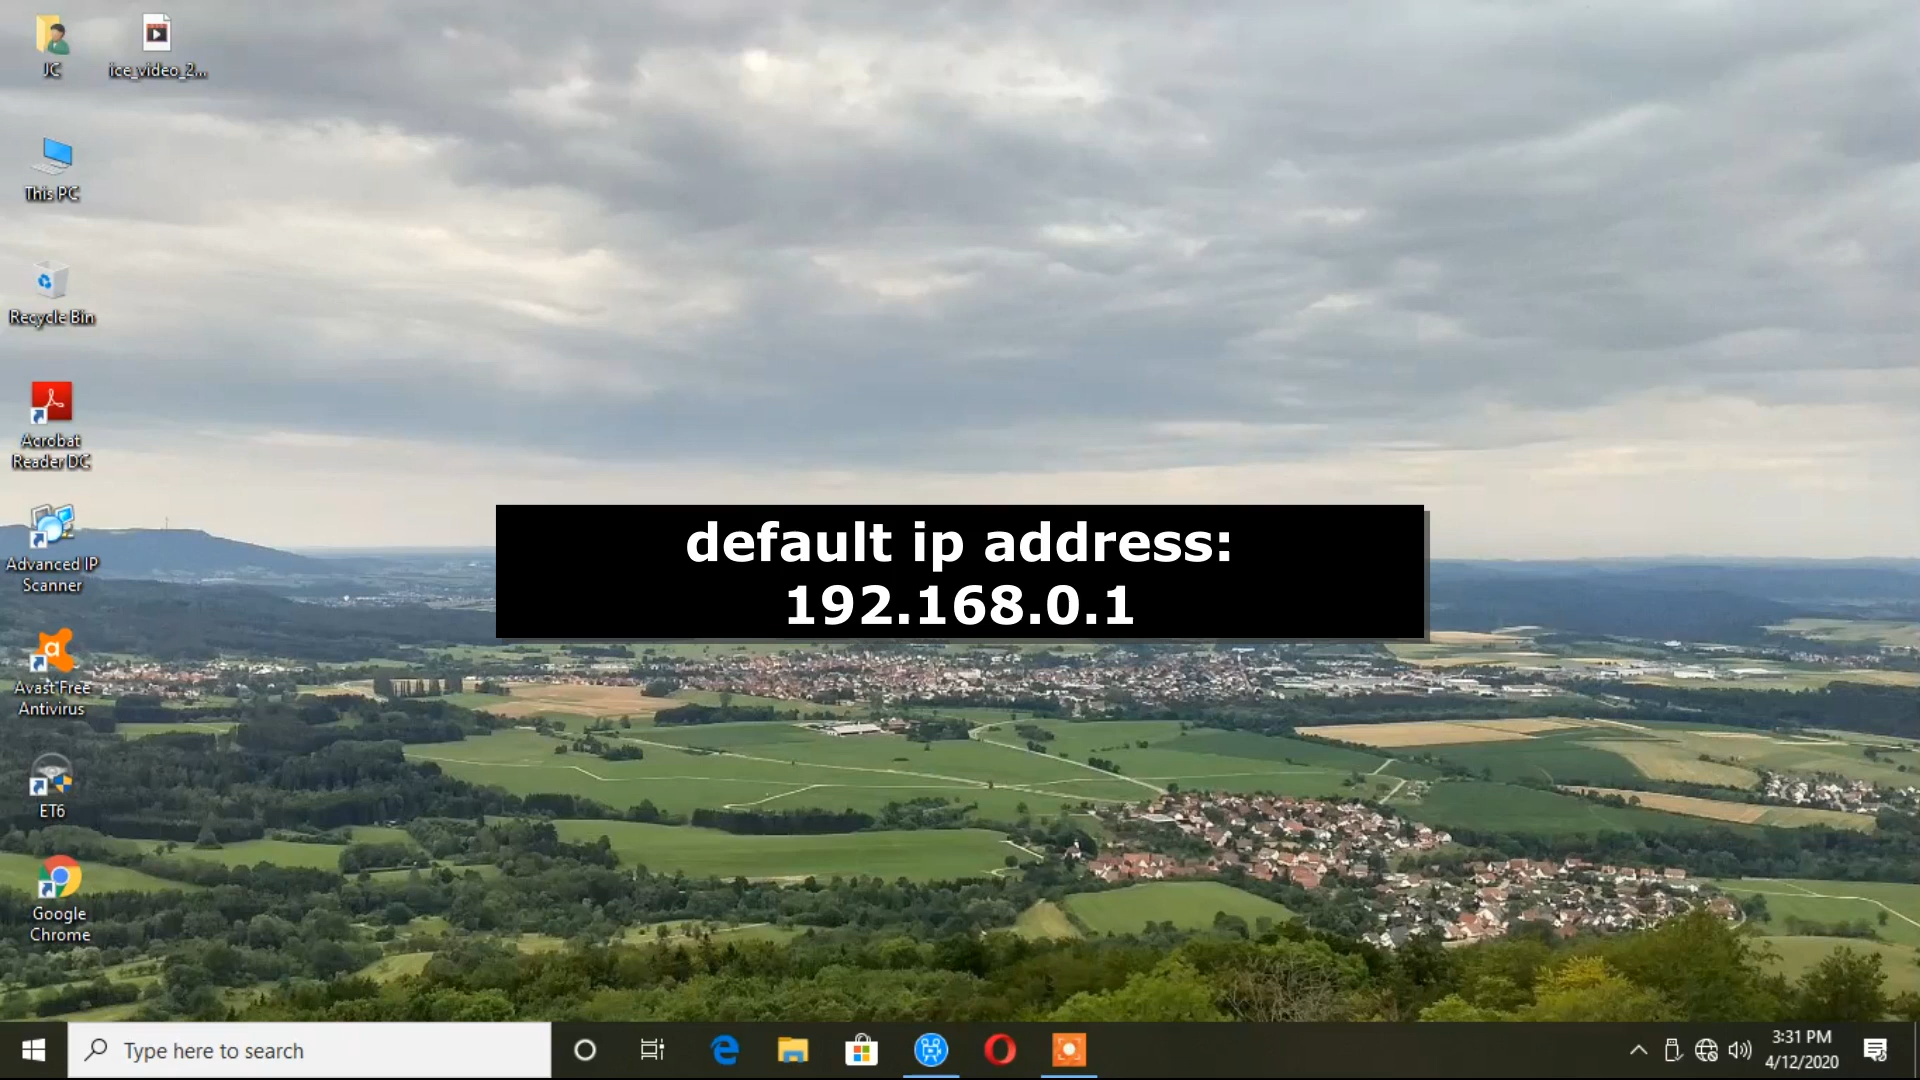 JC
ice_video_2...
This PC
Recycle Bin
Acrobat
Reader DC
Advanced IP
Scanner
Avast Free
Antivirus
ET6
Google
Chrome
default ip address:
192.168.0.1
Type here to search
3:31 PM
4/12/2020